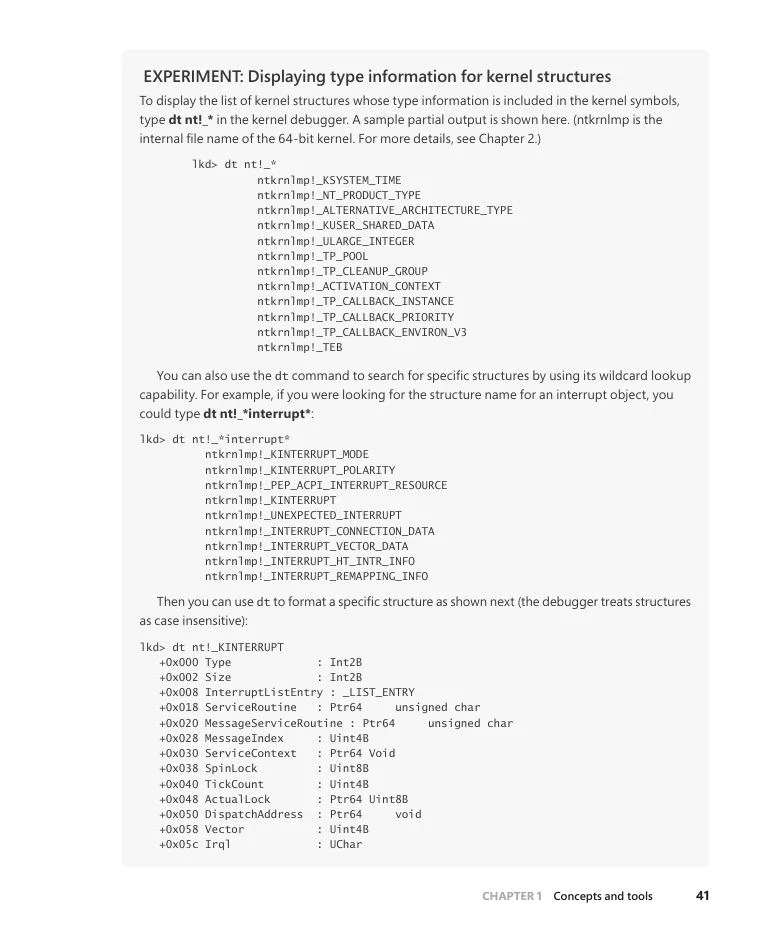 EXPERIMENT: Displaying type information for kernel structures
To display the list of kernel structures whose type information is included in the kernel symbols,
type dt nt!_* in the kernel debugger. A sample partial output is shown here. (ntkrnlmp is the
internal file name of the 64-bit kernel. For more details, see Chapter 2.)
lkd> dt nt!_*
ntkrnlmp!_KSYSTEM_TIME
ntkrnlmp!_NT_PRODUCT_TYPE
ntkrnlmp!_ALTERNATIVE_ARCHITECTURE_TYPE
ntkrnlmp!_KUSER_SHARED_DATA
ntkrnlmp!_ULARGE_INTEGER
ntkrnlmp!_TP_POOL
ntkrnlmp!_TP_CLEANUP_GROUP
ntkrnlmp!_ACTIVATION_CONTEXT
ntkrnlmp!_TP_CALLBACK_INSTANCE
ntkrnlmp!_TP_CALLBACK_PRIORITY
ntkrnlmp!_TP_CALLBACK_ENVIRON_V3
ntkrnlmp!_TEB
You can also use the dt command to search for specific structures by using its wildcard lookup
capability. For example, if you were looking for the structure name for an interrupt object, you
could type dt nt!_*interrupt*:
lkd> dt nt!_*interrupt*
ntkrnlmp!_KINTERRUPT_MODE
ntkrnlmp!_KINTERRUPT_POLARITY
ntkrnlmp!_PEP_ACPI_INTERRUPT_RESOURCE
ntkrnlmp!_KINTERRUPT
ntkrnlmp!_UNEXPECTED_INTERRUPT
ntkrnlmp!_INTERRUPT_CONNECTION_DATA
ntkrnlmp!_INTERRUPT_VECTOR_DATA
ntkrnlmp!_INTERRUPT_HT_INTR_INFO
ntkrnlmp!_INTERRUPT_REMAPPING_INFO
Then you can use dt to format a specific structure as shown next (the debugger treats structures
as case insensitive):
lkd> dt nt!_KINTERRUPT
+0x000 Type : Int2B
+0x002 Size : Int2B
+0x008 InterruptListEntry : _LIST_ENTRY
+0x018 ServiceRoutine : Ptr64 unsigned char
+0x020 MessageServiceRoutine : Ptr64 unsigned char
+0x028 MessageIndex : Uint4B
+0x030 ServiceContext : Ptr64 Void
+0x038 SpinLock : Uint8B
+0x040 TickCount : Uint4B
+0x048 ActualLock : Ptr64 Uint8B
+0x050 DispatchAddress : Ptr64 void
+0x058 Vector : Uint4B
+0x05c Irql : UChar
CHAPTER 1 Concepts and tools 41